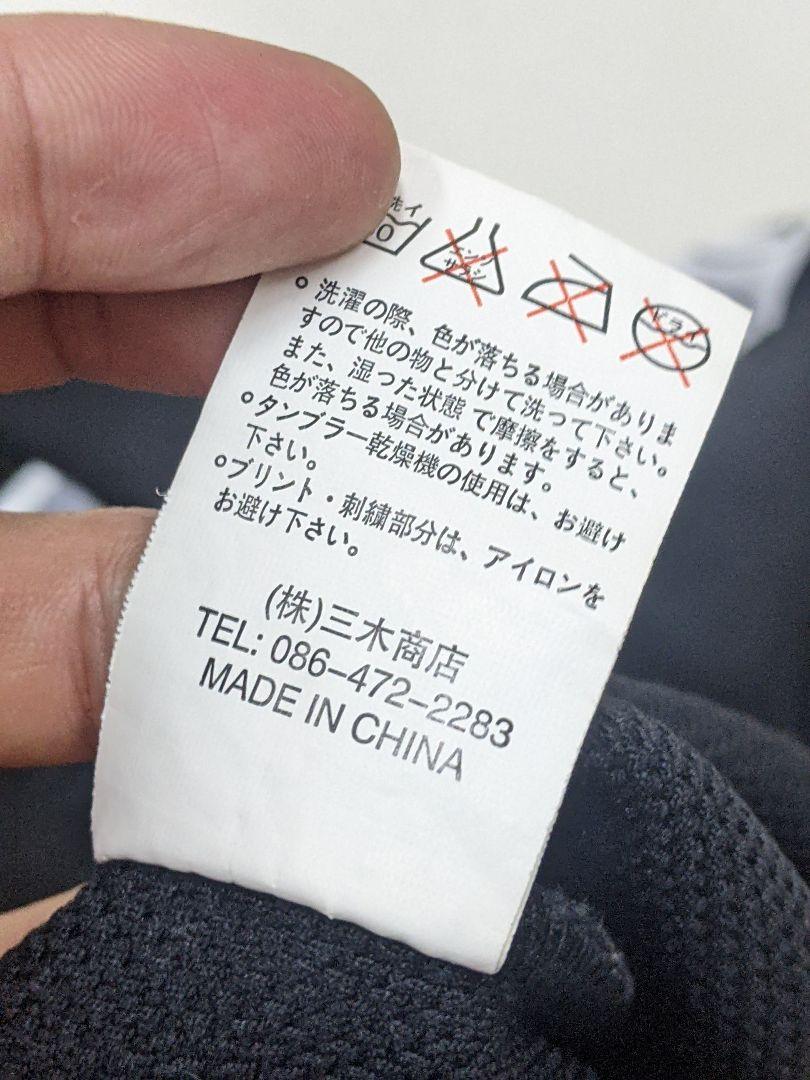 エンソ
サラシ
ドライ
洗濯の際、色が落ちる場合がありま
すので他の物と分けて洗って下さい。
また、湿った状態で摩擦をすると、
色が落ちる場合があります。
タンブラー乾燥機の使用は、お避け
下さい。
プリント・刺繍部分は、アイロンを
お避け下さい。
(株)三木商店
TEL: 086-472-2283
MADE IN CHINA